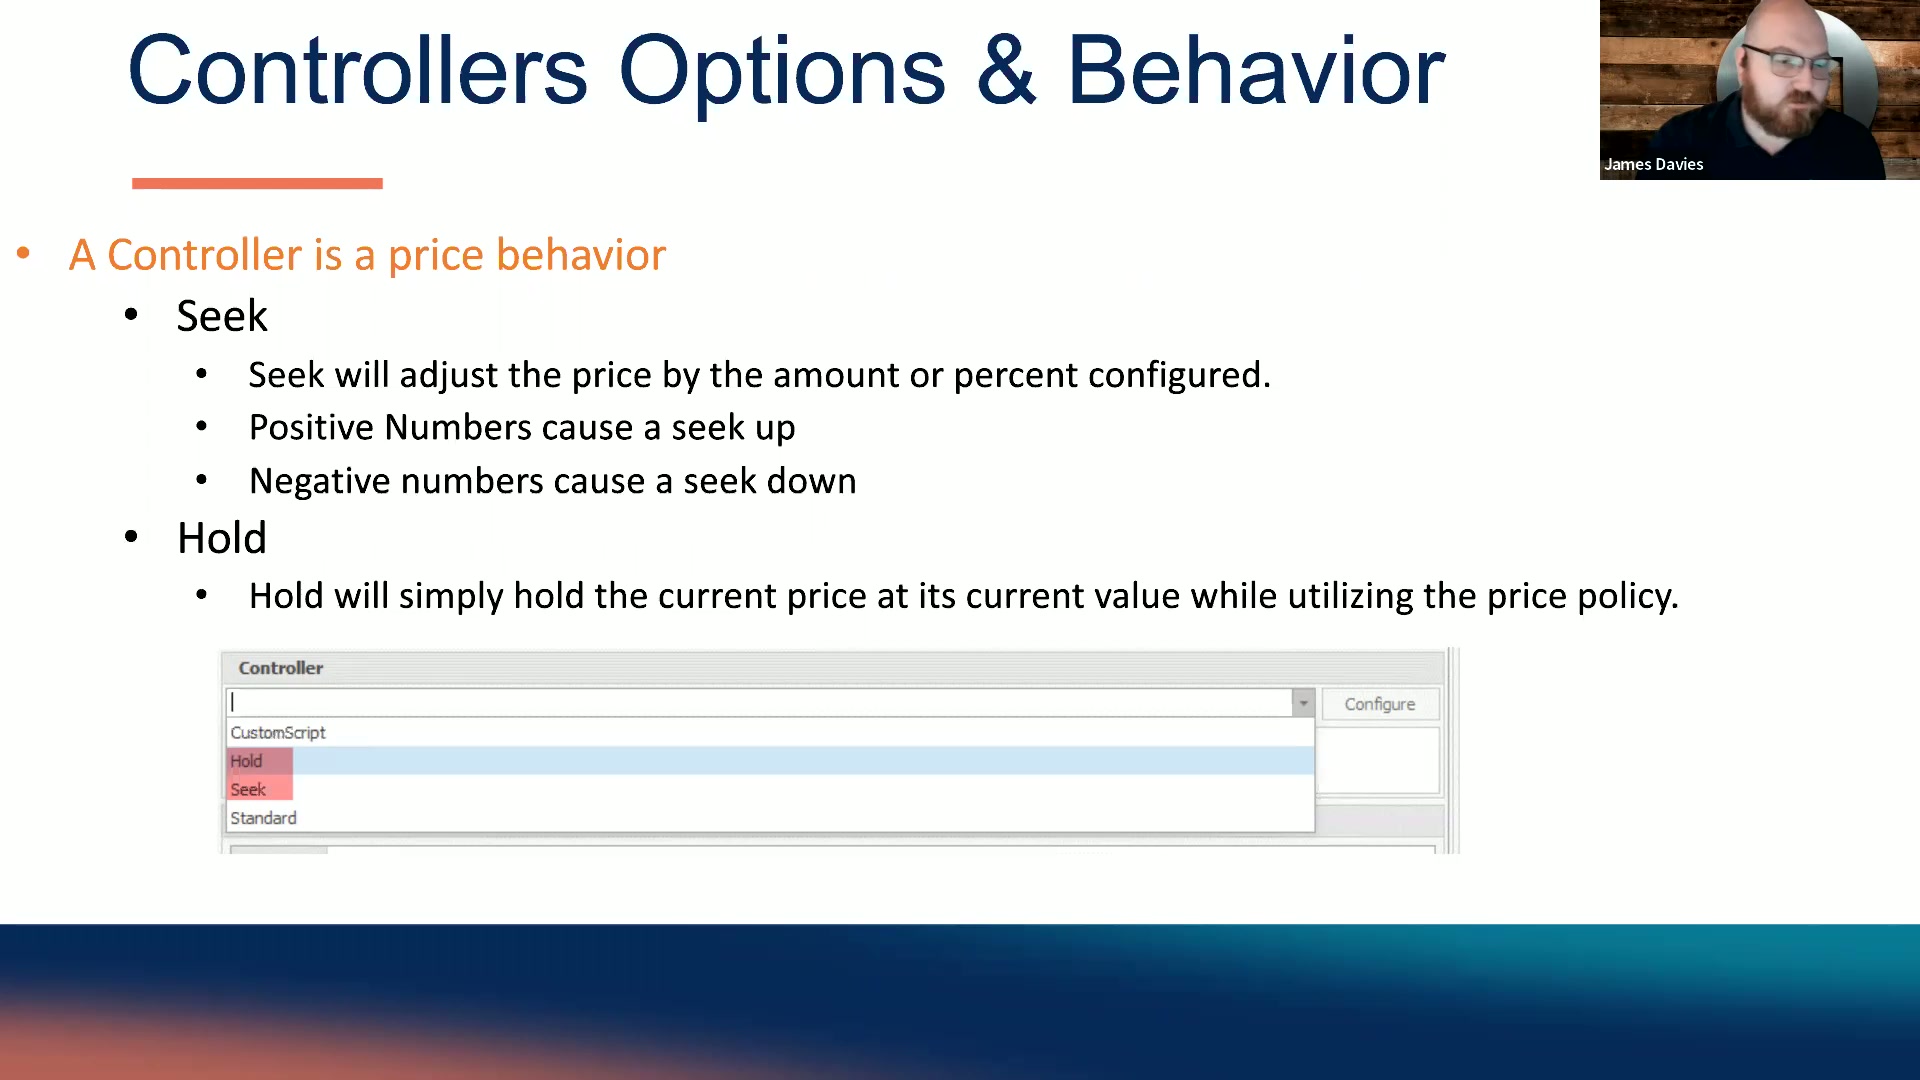 Controllers Options & Behavior
James Davies
• A Controller is a price behavior
• Seek
• Seek will adjust the price by the amount or percent configured.
• Positive Numbers cause a seek up
• Negative numbers cause a seek down
• Hold
• Hold will simply hold the current price at its current value while utilizing the price policy.
Controller
Configure
CustomScript
Hold
Seek
Standard